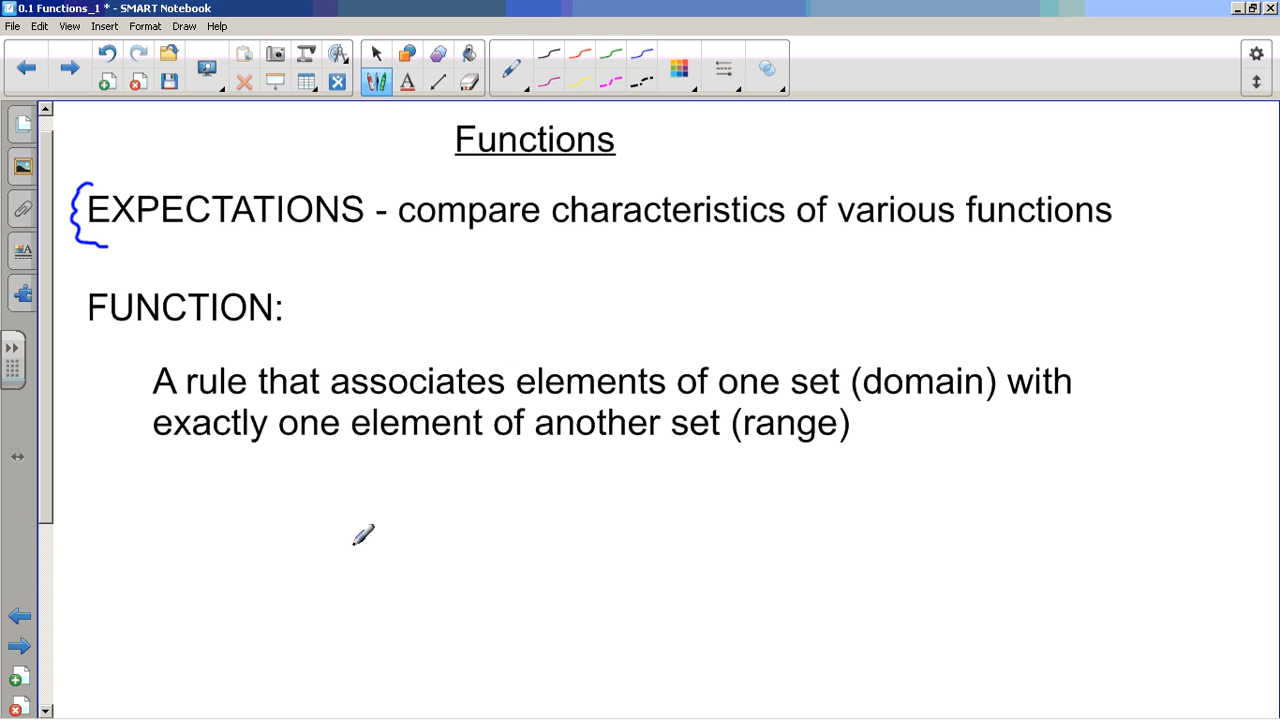 0.1 Functions_1 * - SMART Notebook
File Edit View Insert Format Draw Help
Functions
EXPECTATIONS - compare characteristics of various functions
FUNCTION:
A rule that associates elements of one set (domain) with
exactly one element of another set (range)